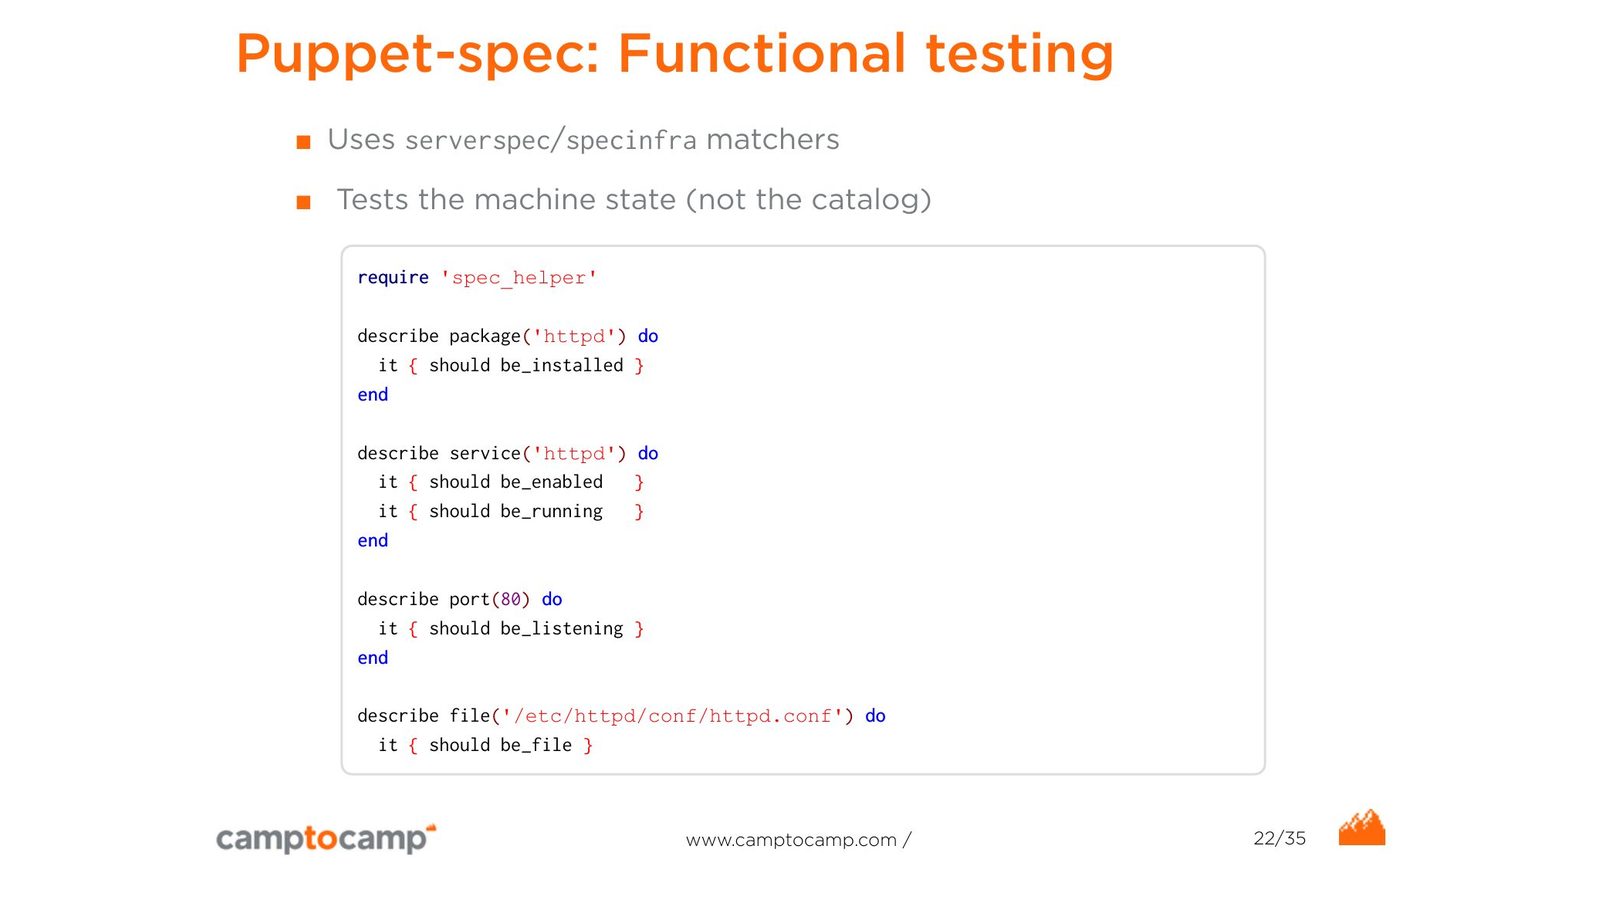 Puppet-spec: Functional testing
Uses serverspec/specinfra matchers
Tests the machine state (not the catalog)
require 'spec_helper'
describe package('httpd') do
  it { should be_installed }
end
describe service('httpd') do
  it { should be_enabled   }
  it { should be_running   }
end
describe port(80) do
  it { should be_listening }
end
describe file('/etc/httpd/conf/httpd.conf') do
  it { should be_file }
camptocamp
www.camptocamp.com /
22/35